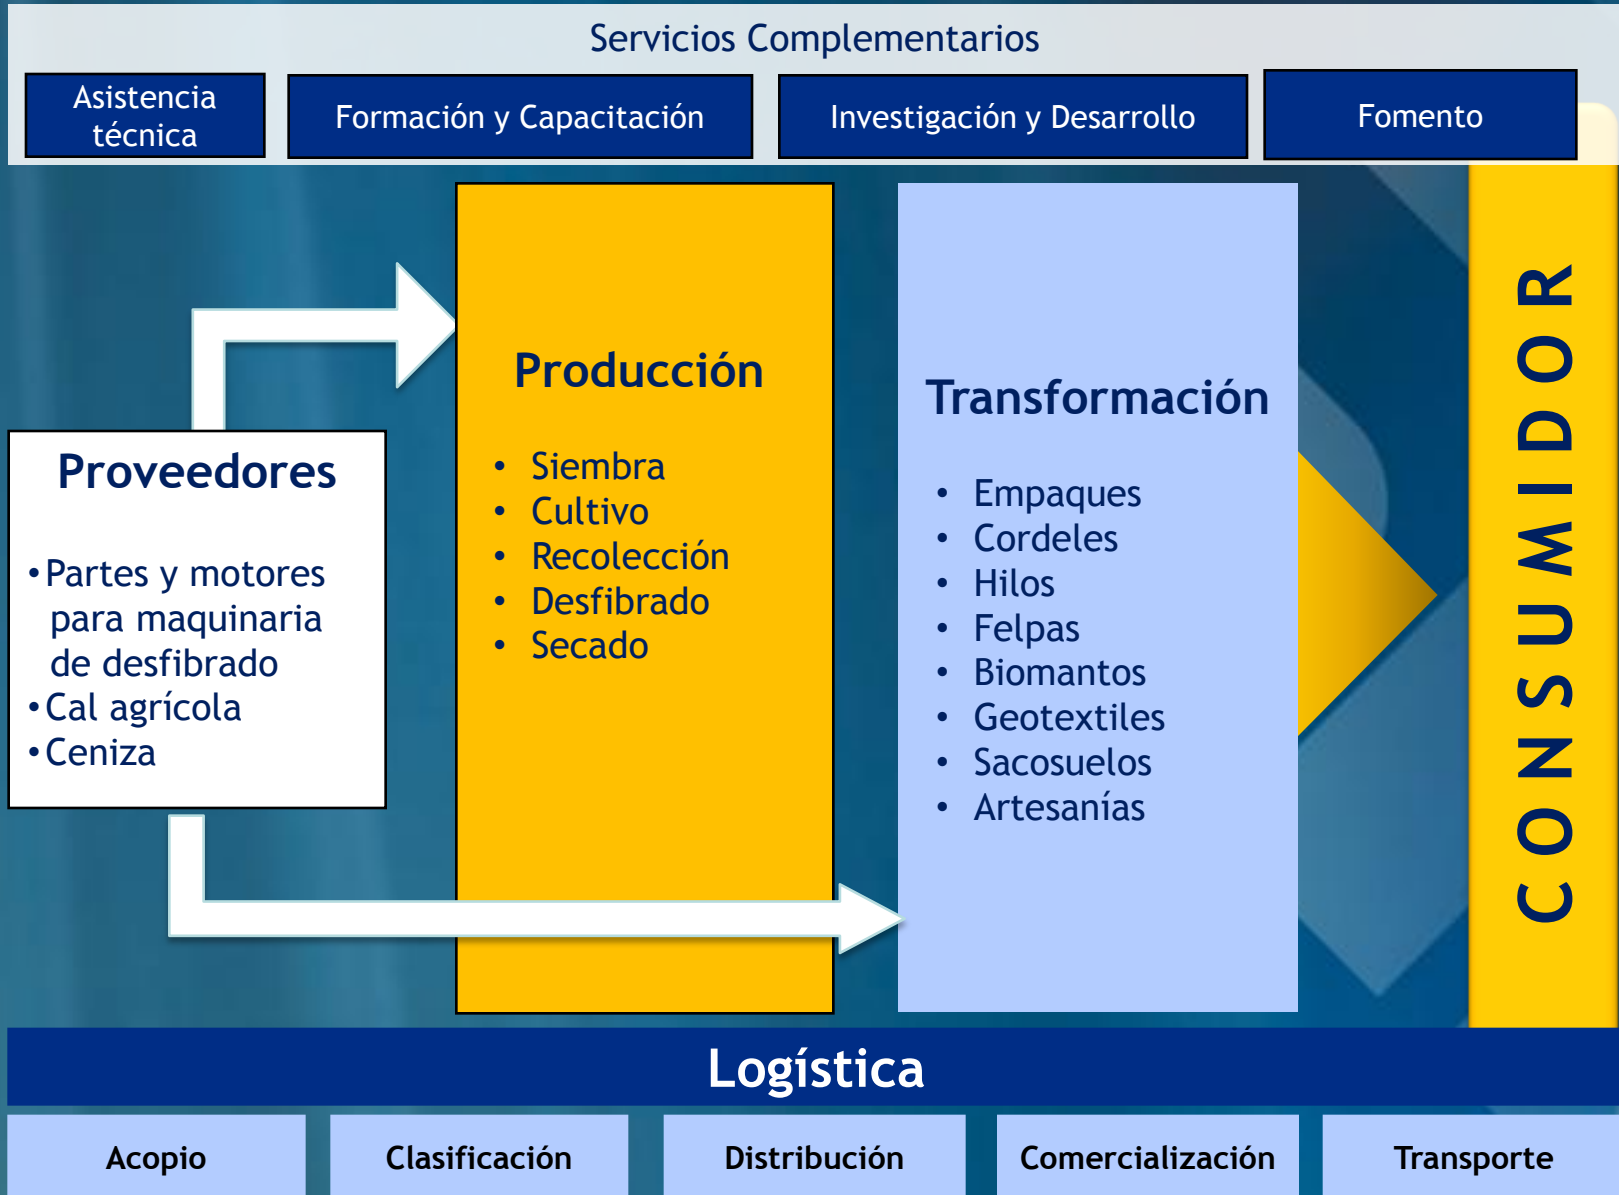 Servicios Complementarios
Asistencia
técnica
Formación y Capacitación
Investigación y Desarrollo
Fomento
Proveedores
•Partes y motores
para maquinaria
de desfibrado
•Cal agrícola
•Ceniza
Producción
• Siembra
• Cultivo
• Recolección
• Desfibrado
• Secado
Transformación
• Empaques
• Cordeles
• Hilos
• Felpas
• Biomantos
• Geotextiles
• Sacosuelos
• Artesanías
CONSUMIDOR
Logística
Acopio
Clasificación
Distribución
Comercialización
Transporte